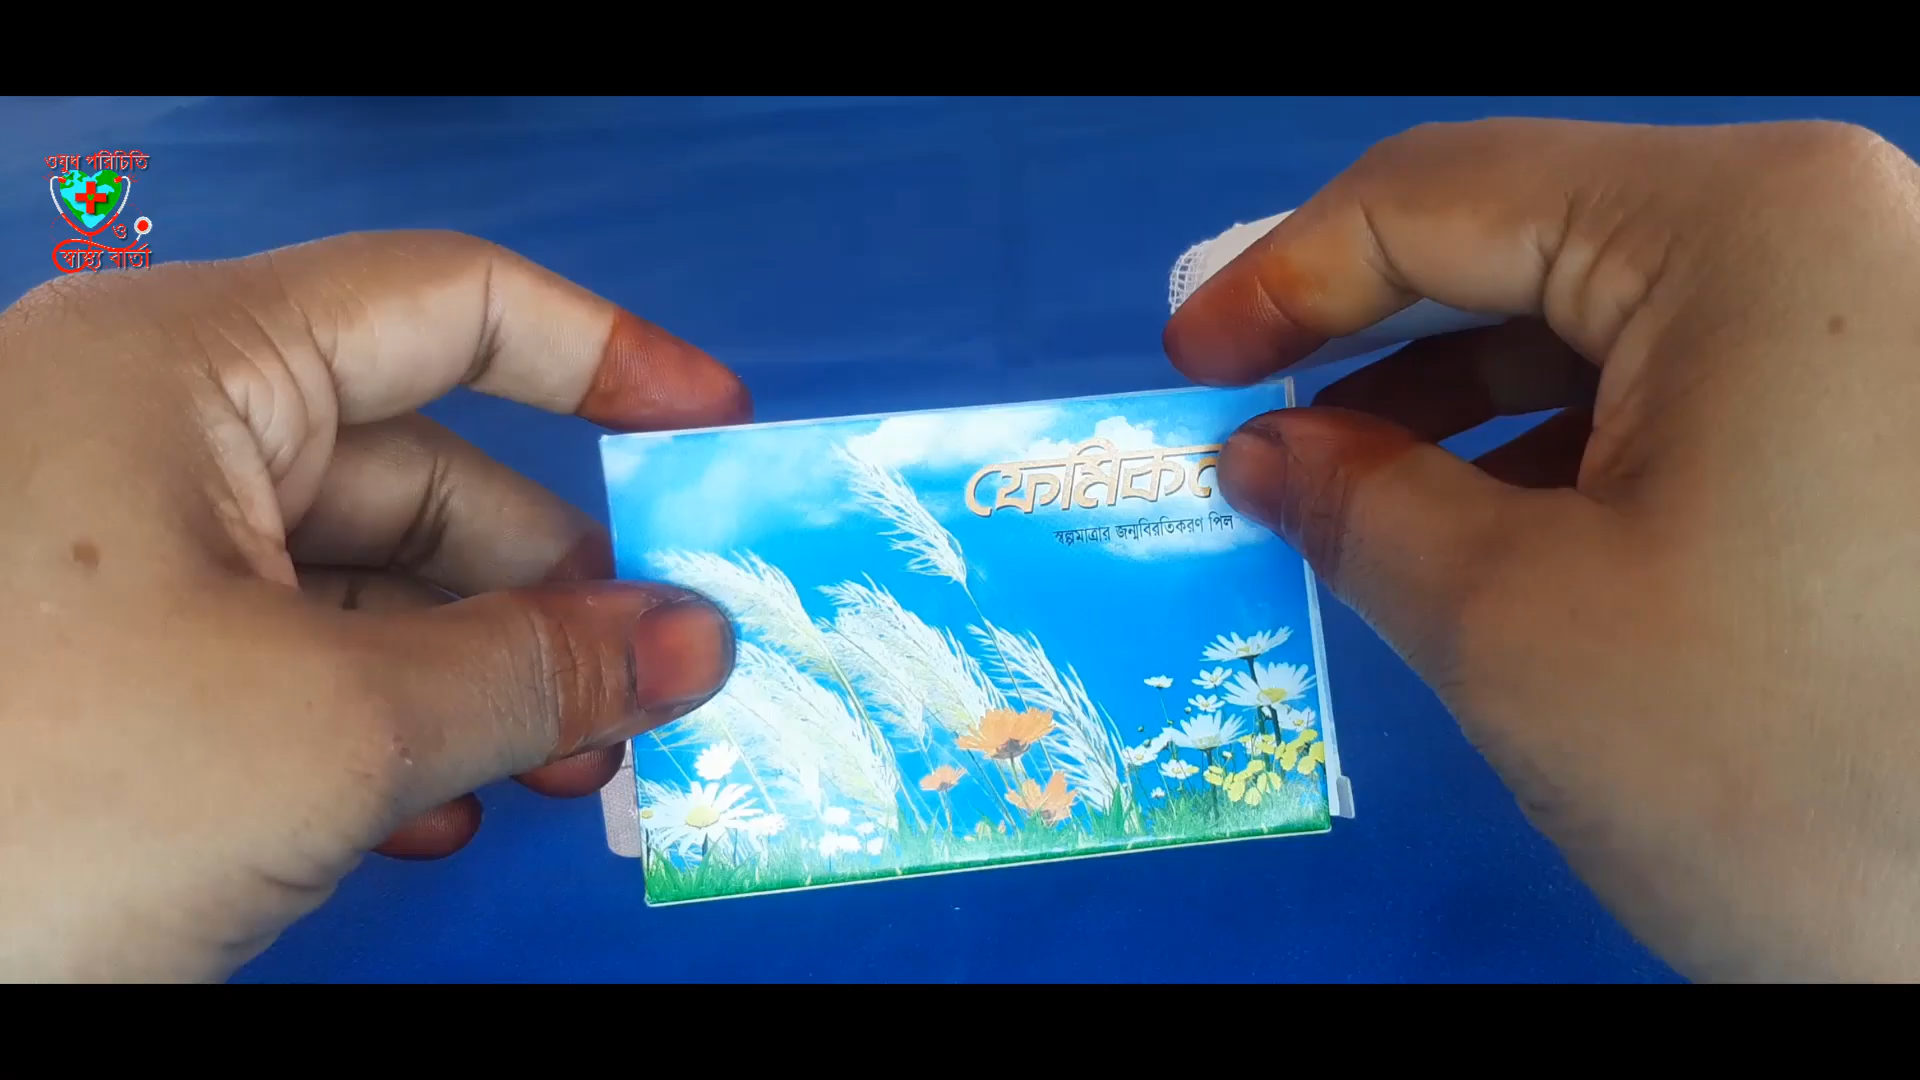 ওষুধ পরিচিতি
ও
স্বাস্থ্য বার্তা
স্বল্পমাত্রার জন্মবিরতিকরণ পিল